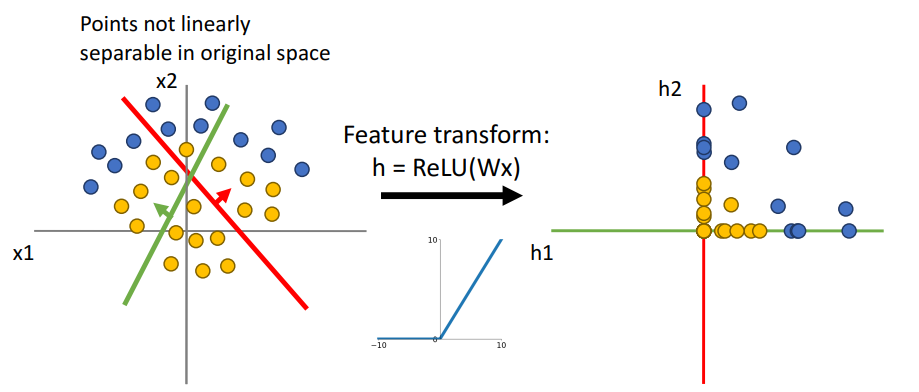 Points not linearly
separable in original space
x2
x1
Feature transform:
h = ReLU(Wx)
10
0
−10
10
h2
h1